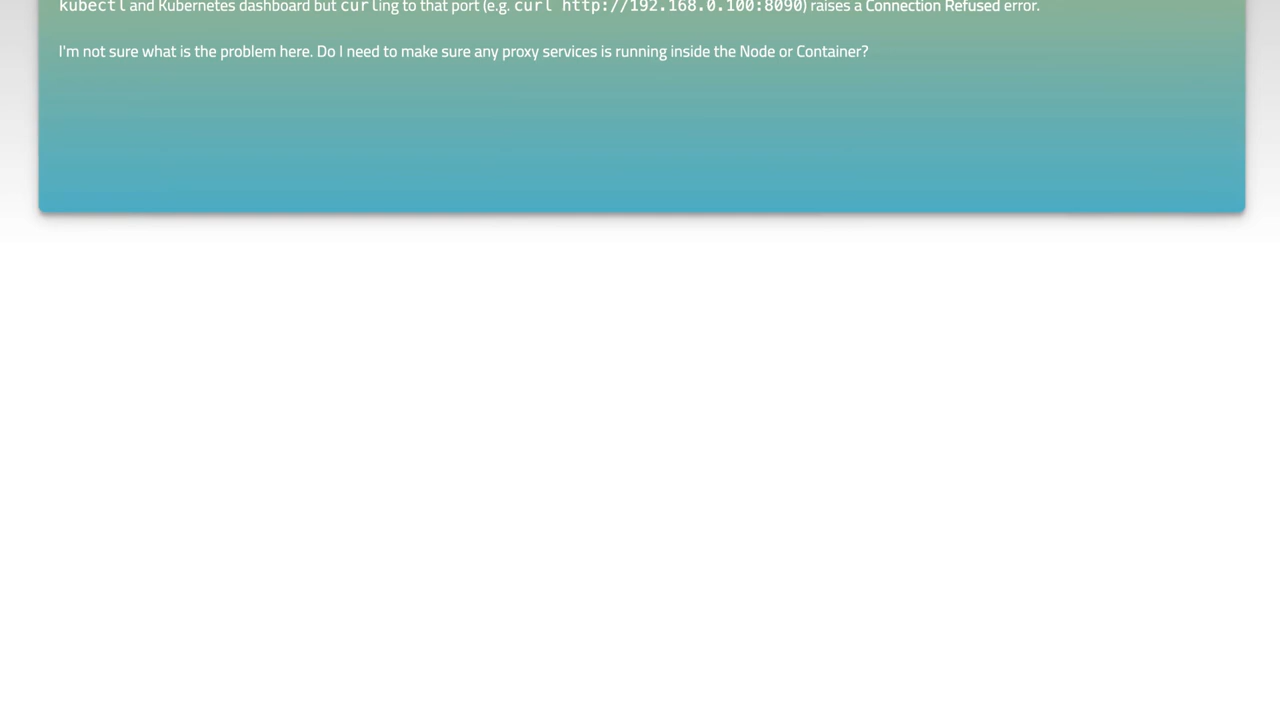 kubectl and Kubernetes dashboard but curling to that port (e.g. curl http://192.168.0.100:8090) raises a Connection Refused error.
I'm not sure what is the problem here. Do I need to make sure any proxy services is running inside the Node or Container?